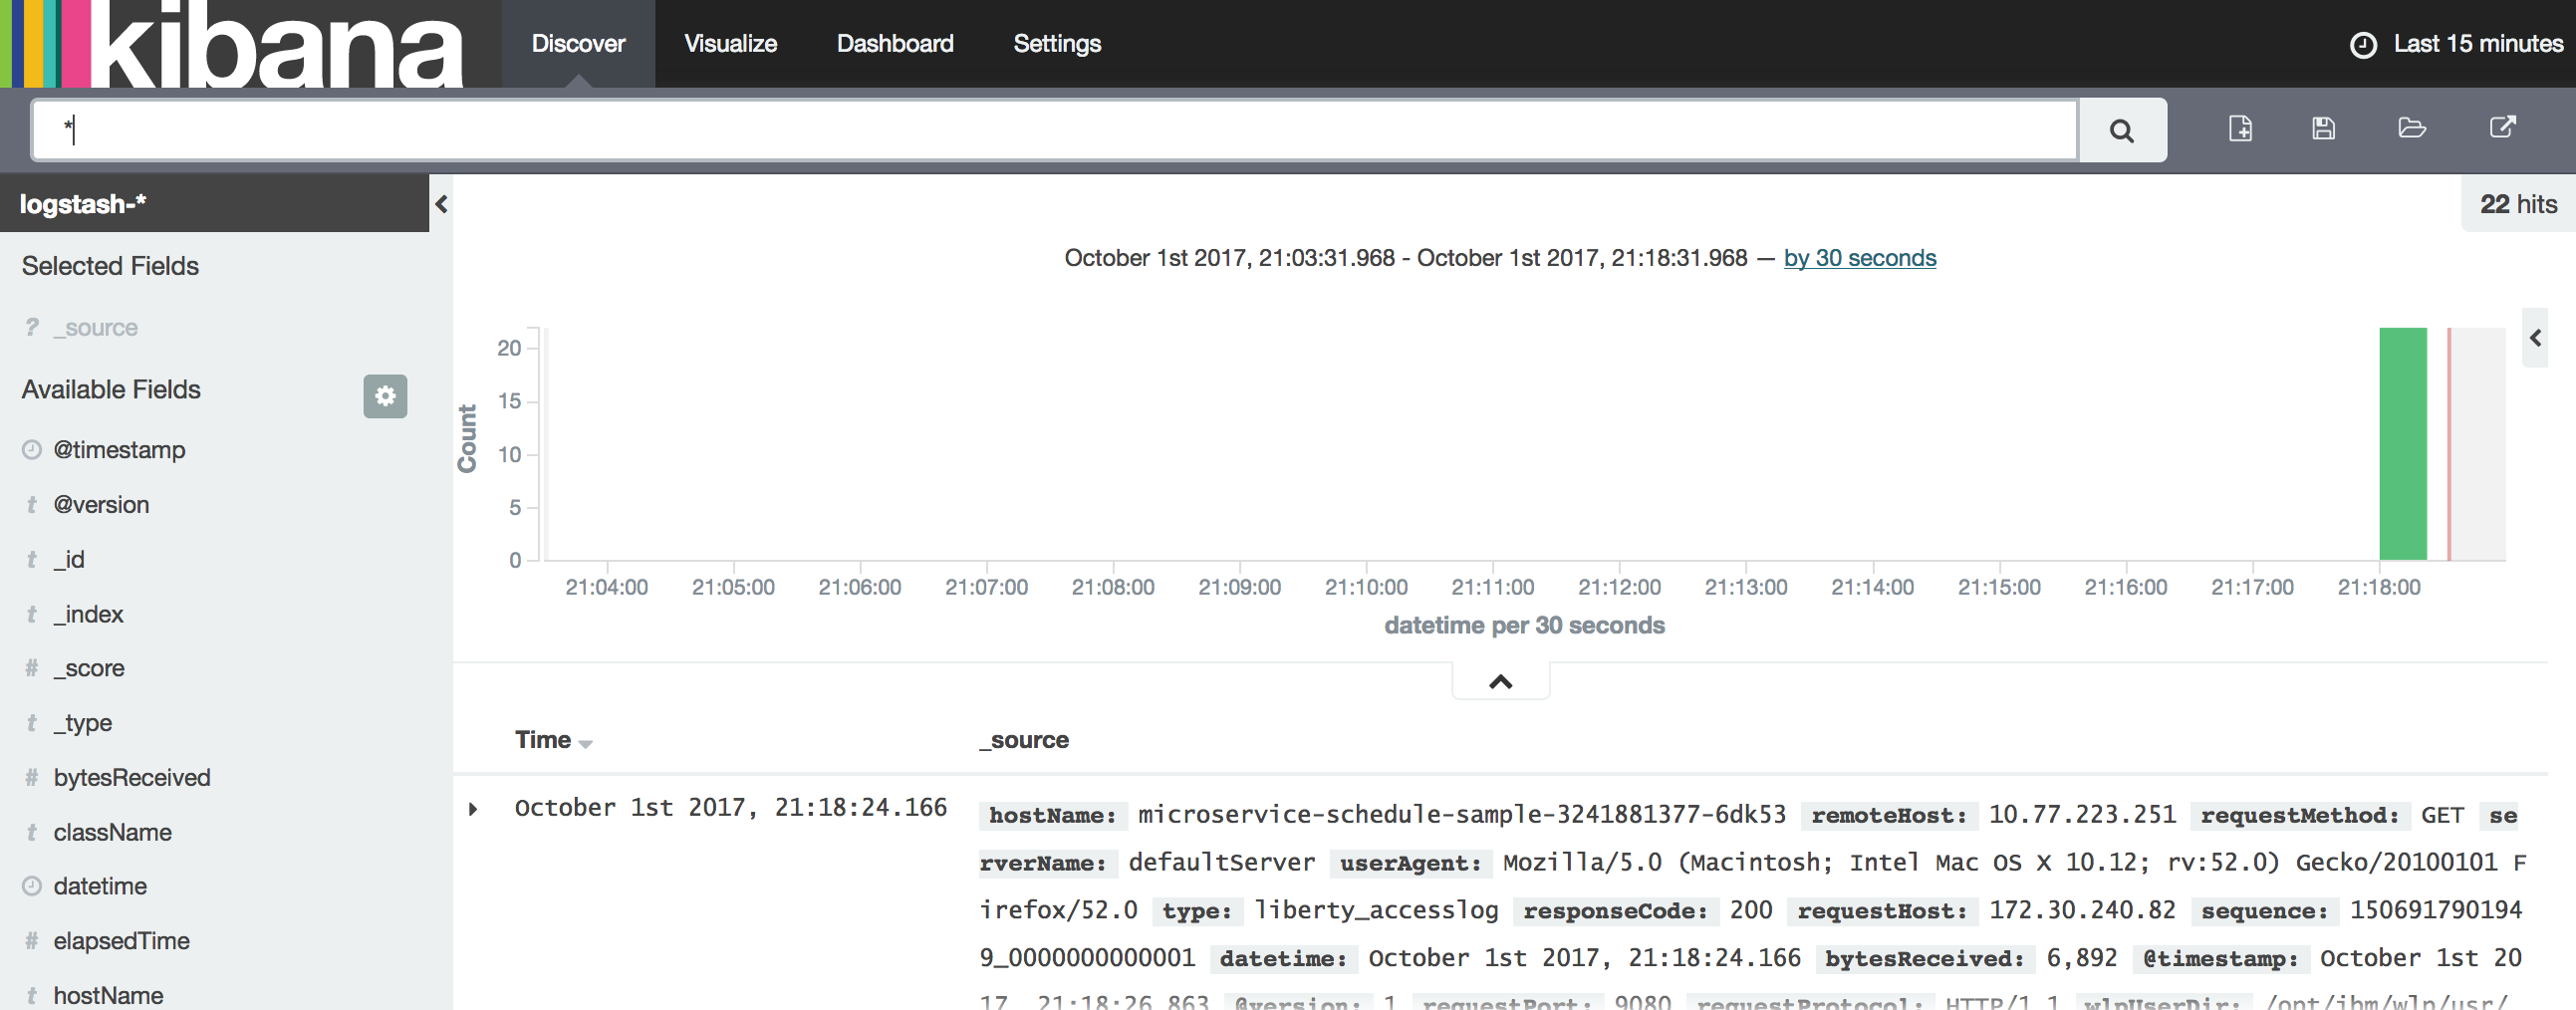 kibana Discover Visualize Dashboard Settings Last 15 minutes
*
logstash-* 22 hits
October 1st 2017, 21:03:31.968 - October 1st 2017, 21:18:31.968 — by 30 seconds
Selected Fields
? _source
Available Fields
@timestamp
t @version
t _id
t _index
# _score
t _type
# bytesReceived
t className
datetime
# elapsedTime
t hostName
Count
20
15
10
5
0
21:04:00 21:05:00 21:06:00 21:07:00 21:08:00 21:09:00 21:10:00 21:11:00 21:12:00 21:13:00 21:14:00 21:15:00 21:16:00 21:17:00 21:18:00
datetime per 30 seconds
Time _source
October 1st 2017, 21:18:24.166 hostName: microservice-schedule-sample-3241881377-6dk53 remoteHost: 10.77.223.251 requestMethod: GET se
rverName: defaultServer userAgent: Mozilla/5.0 (Macintosh; Intel Mac OS X 10.12; rv:52.0) Gecko/20100101 F
irefox/52.0 type: liberty_accesslog responseCode: 200 requestHost: 172.30.240.82 sequence: 150691790194
9_0000000000001 datetime: October 1st 2017, 21:18:24.166 bytesReceived: 6,892 @timestamp: October 1st 20
17, 21:18:26.863 @version: 1 requestPort: 9080 requestProtocol: HTTP/1.1 wlpUserDir: /opt/ibm/wlp/usr/